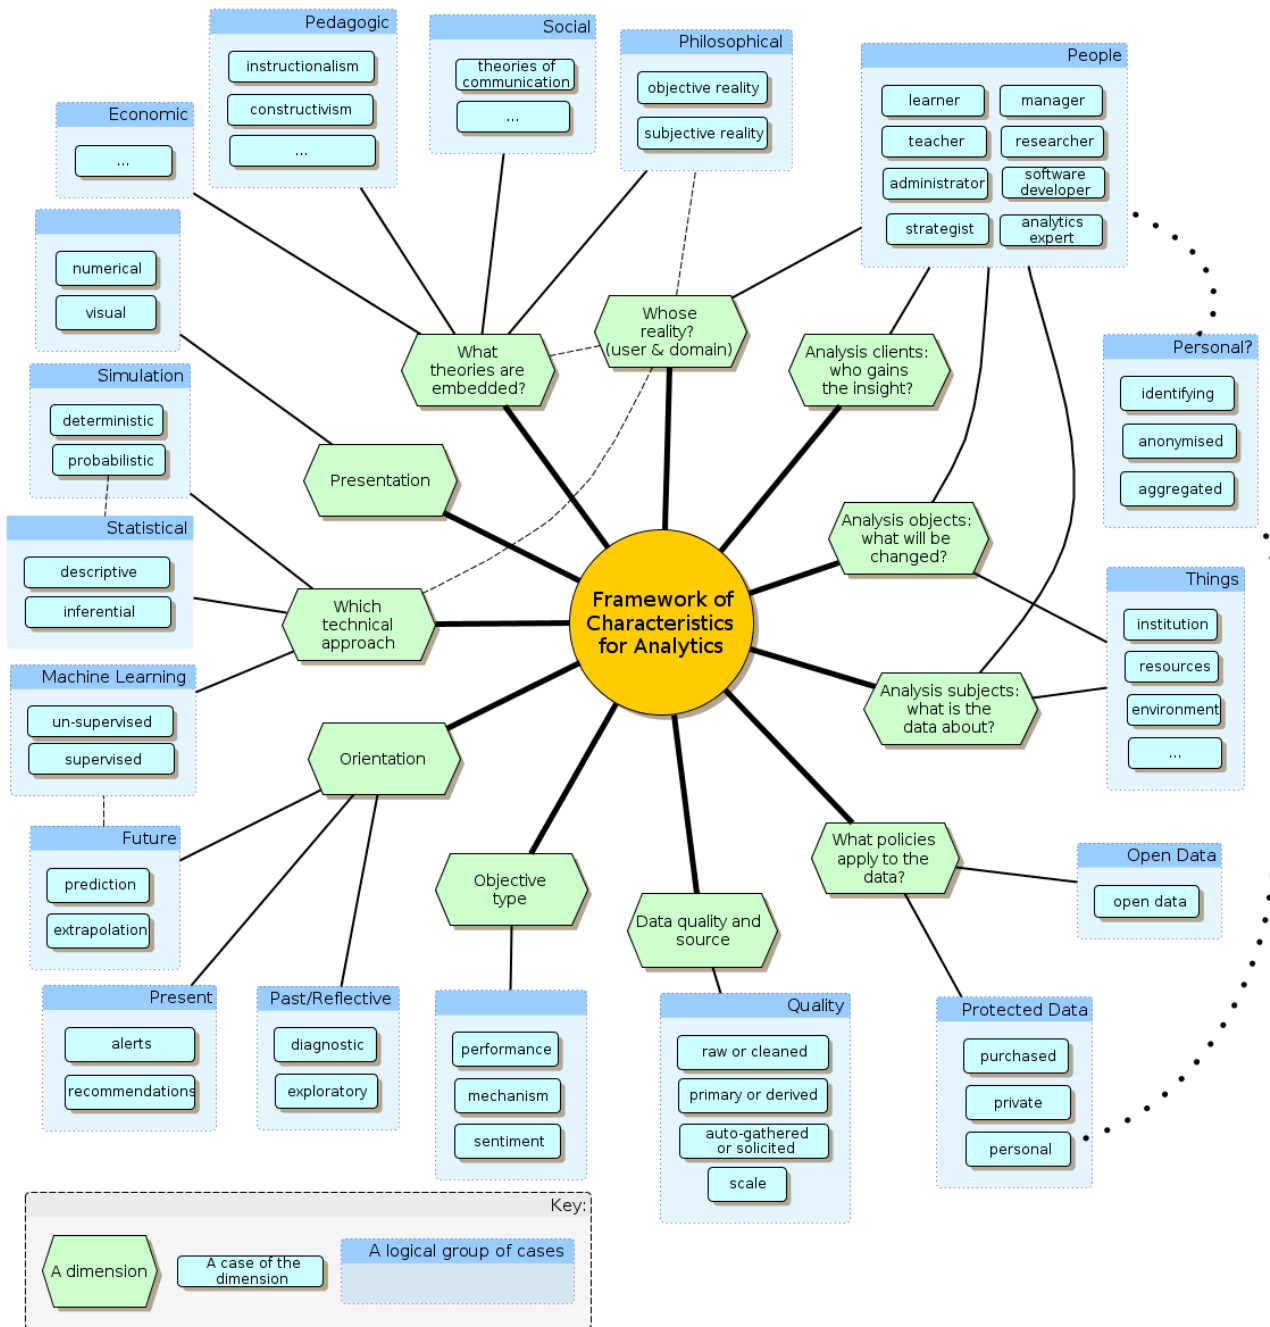 Pedagogic
instructionalism
constructivism
...
Social
theories of
communication
...
Philosophical
objective reality
subjective reality
People
learner
manager
teacher
researcher
administrator
software
developer
strategist
analytics
expert
Economic
...
numerical
visual
Simulation
deterministic
probabilistic
Statistical
descriptive
inferential
Machine Learning
un-supervised
supervised
Future
prediction
extrapolation
Present
alerts
recommendations
Past/Reflective
diagnostic
exploratory
performance
mechanism
sentiment
Quality
raw or cleaned
primary or derived
auto-gathered
or solicited
scale
Protected Data
purchased
private
personal
Open Data
open data
Things
institution
resources
environment
...
Personal?
identifying
anonymised
aggregated
What
theories are
embedded?
Whose
reality?
(user & domain)
Analysis clients:
who gains
the insight?
Analysis objects:
what will be
changed?
Analysis subjects:
what is the
data about?
What policies
apply to the
data?
Data quality and
source
Objective
type
Orientation
Which
technical
approach
Presentation
Framework of
Characteristics
for Analytics
Key:
A dimension
A case of the
dimension
A logical group of cases